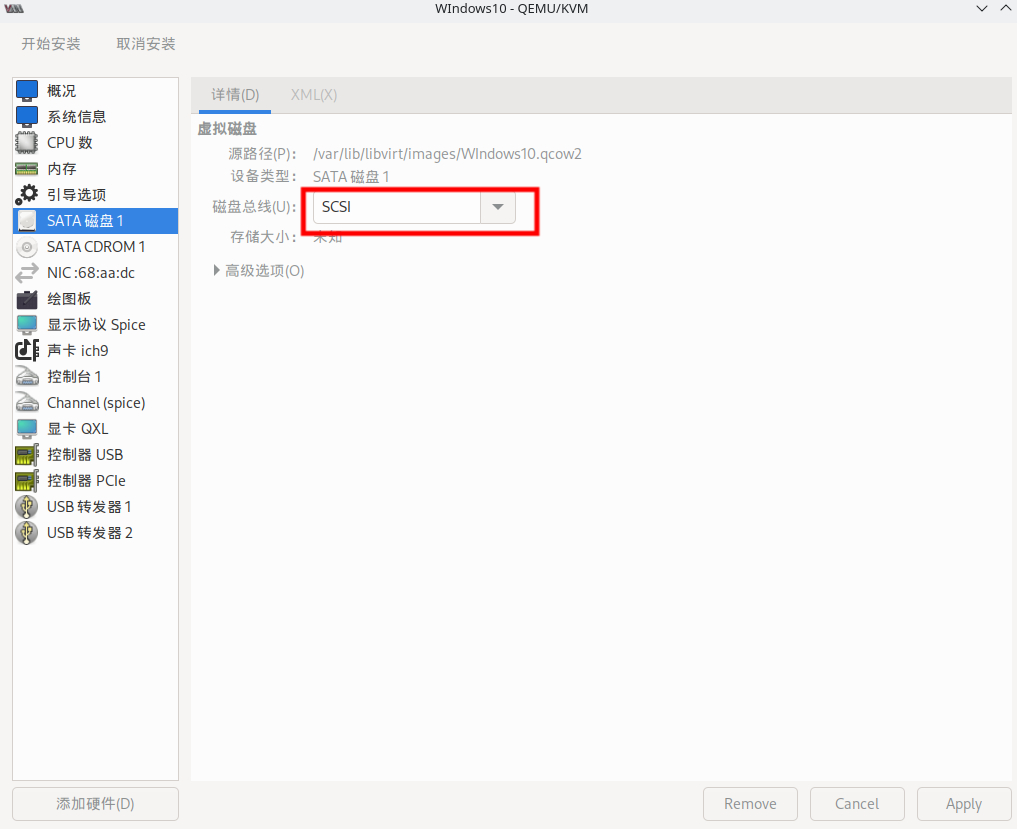 WIndows10 - QEMU/KVM
开始安装 取消安装
概况
系统信息
CPU 数
内存
引导选项
SATA 磁盘 1
SATA CDROM 1
NIC :68:aa:dc
绘图板
显示协议 Spice
声卡 ich9
控制台 1
Channel (spice)
显卡 QXL
控制器 USB
控制器 PCIe
USB 转发器 1
USB 转发器 2
添加硬件(D)
详情(D) XML(X)
虚拟磁盘
源路径(P): /var/lib/libvirt/images/WIndows10.qcow2
设备类型: SATA 磁盘 1
磁盘总线(U): SCSI
存储大小: 未知
高级选项(O)
Remove Cancel Apply